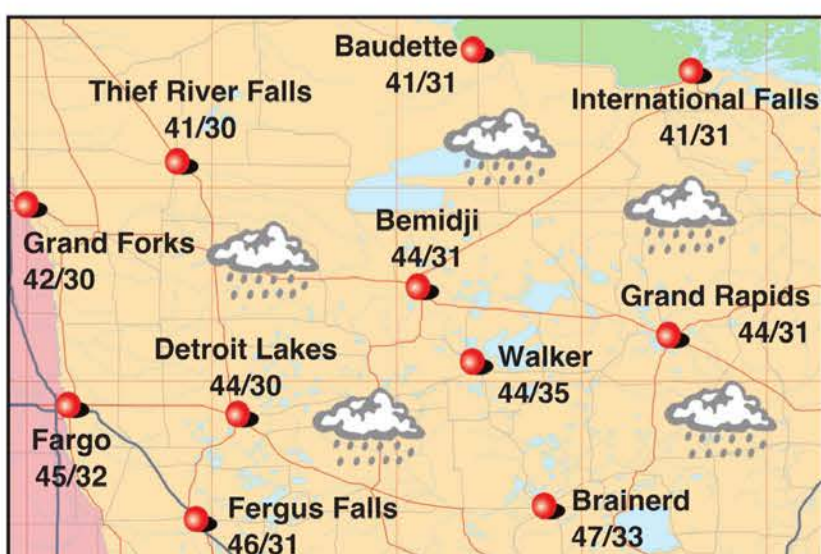 Baudette
41/31
Thief River Falls
41/30
International Falls
41/31
Grand Forks
42/30
Bemidji
44/31
Grand Rapids
44/31
Detroit Lakes
44/30
Walker
44/35
Fargo
45/32
Fergus Falls
46/31
Brainerd
47/33